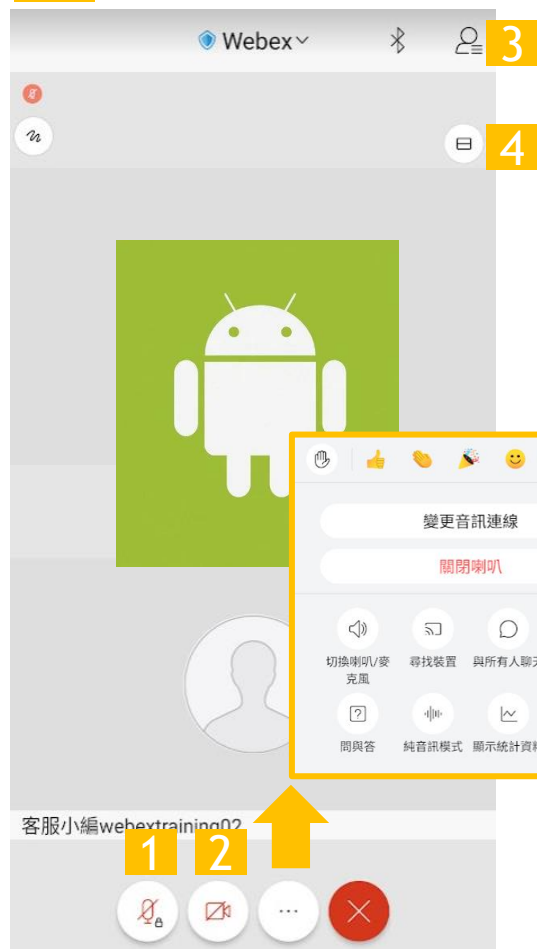 Webex
3
4
變更音訊連線
關閉喇叭
切換喇叭/麥
克風
尋找裝置
與所有人聊天
問與答
純音訊模式
顯示統計資料
客服小編webextraining02
1
2